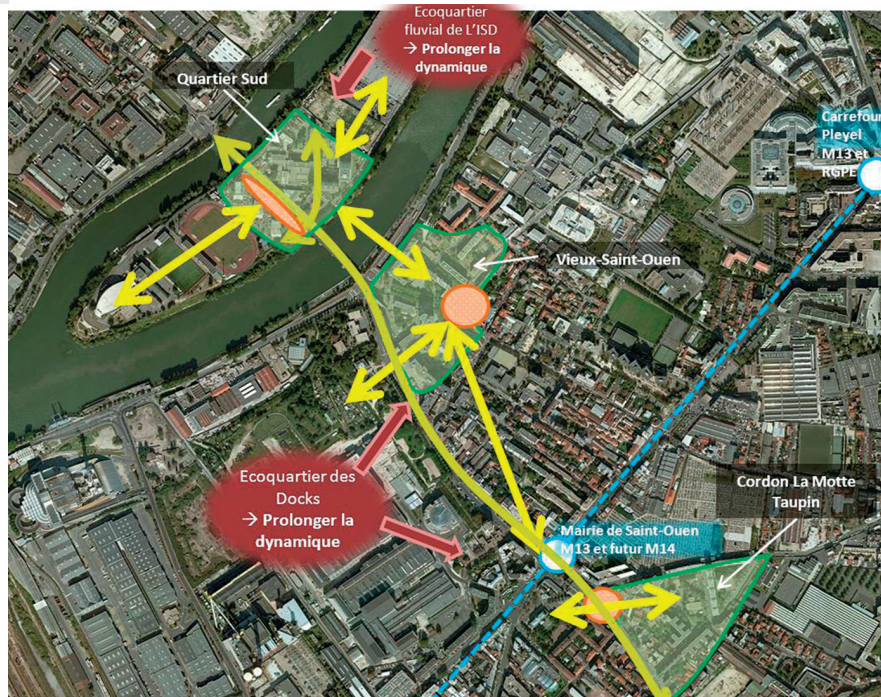 Ecoquartier
fluvial de L'ISD
→ Prolonger la
dynamique
Quartier Sud
Carrefour
Pleyel
M13 et
RGPE
Vieux-Saint-Ouen
Ecoquartier des
Docks
→ Prolonger la
dynamique
Cordon La Motte
Taupin
Mairie de Saint-Ouen
M13 et futur M14